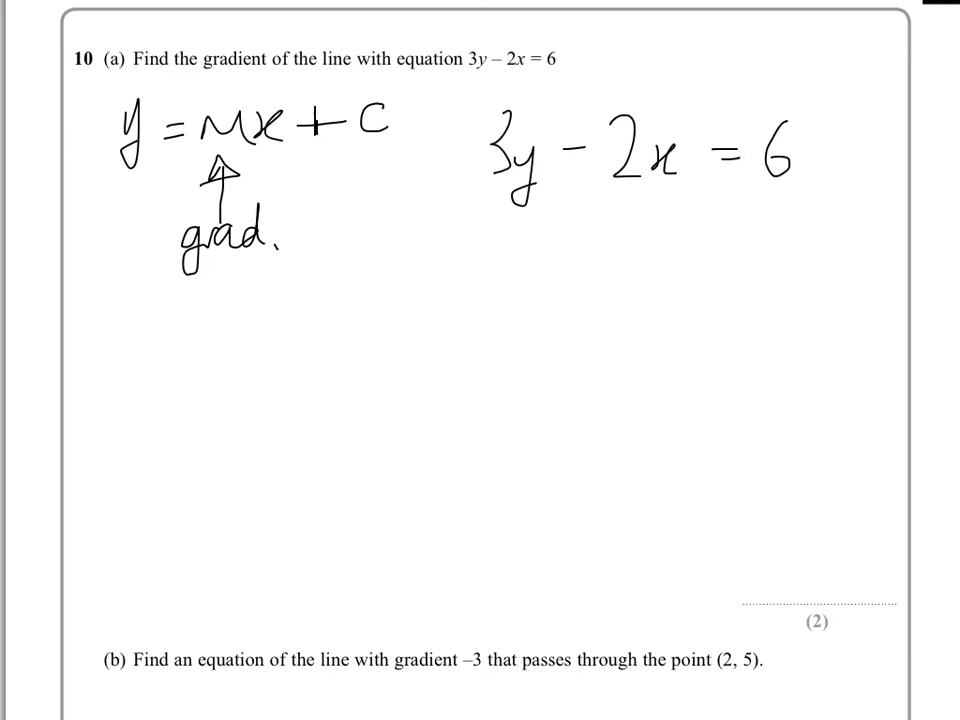 10 (a) Find the gradient of the line with equation 3y – 2x = 6
y = mx + c
3y - 2x = 6
grad.
(2)
(b) Find an equation of the line with gradient –3 that passes through the point (2, 5).